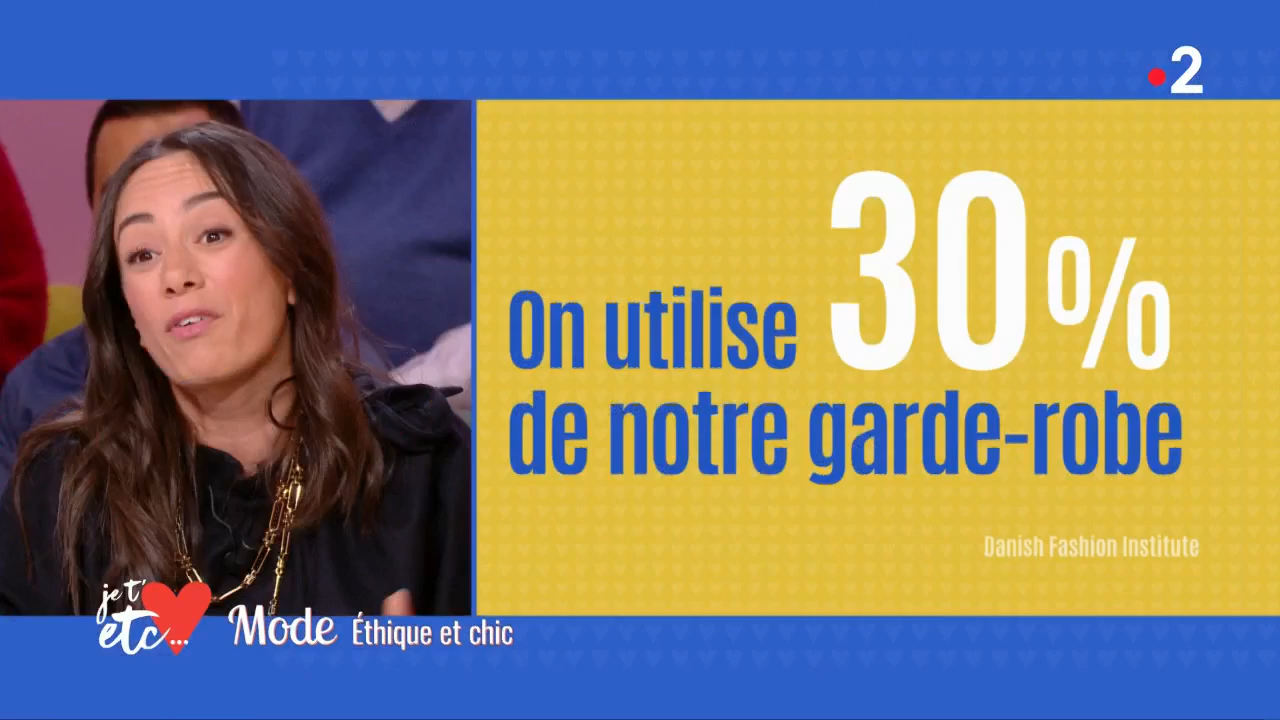 2
On utilise 30%
de notre garde-robe
Danish Fashion Institute
je t'
etc...
Mode Éthique et chic